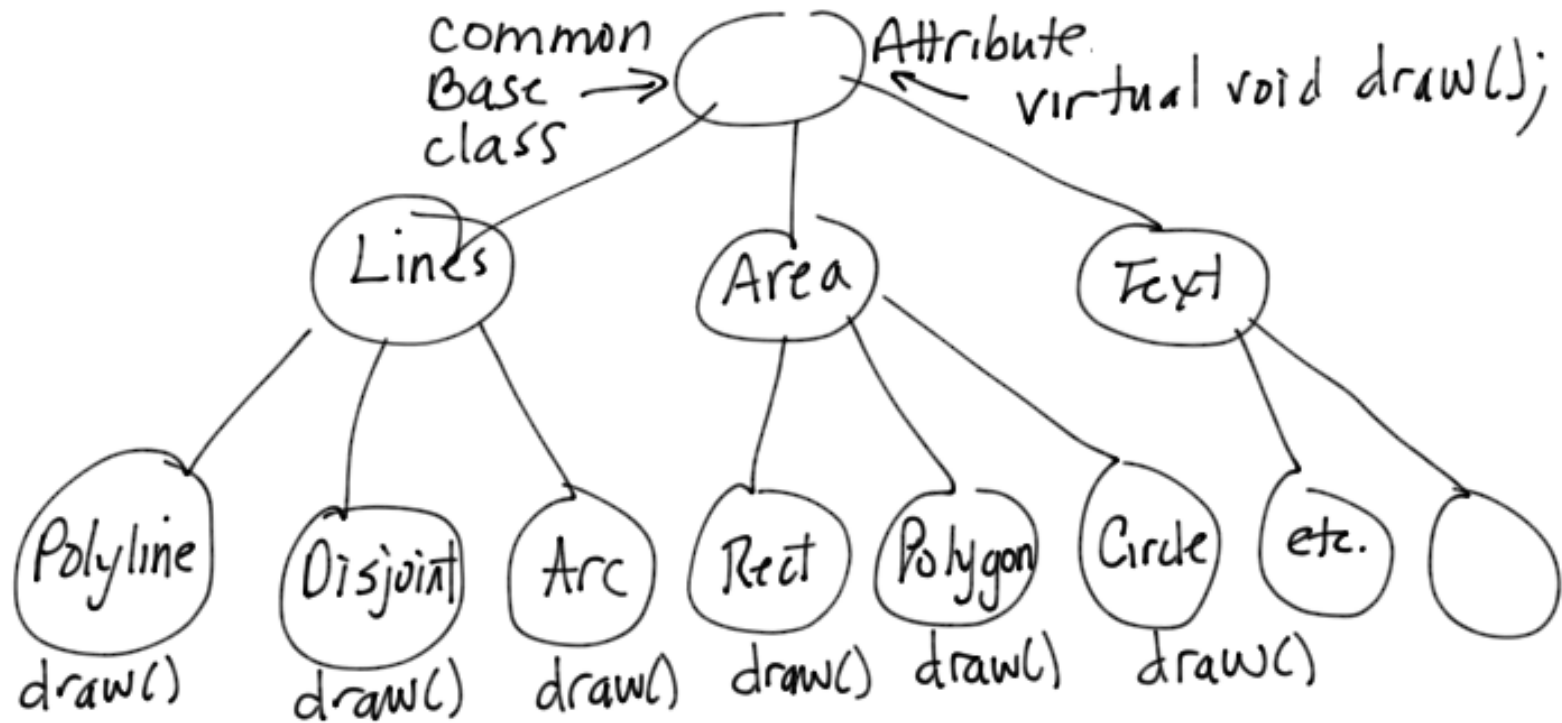 common
Base
class
Attribute
virtual void draw();
Lines
Area
Text
Polyline
Disjoint
Arc
Rect
Polygon
Circle
etc.
draw()
draw()
draw()
draw()
draw()
draw()